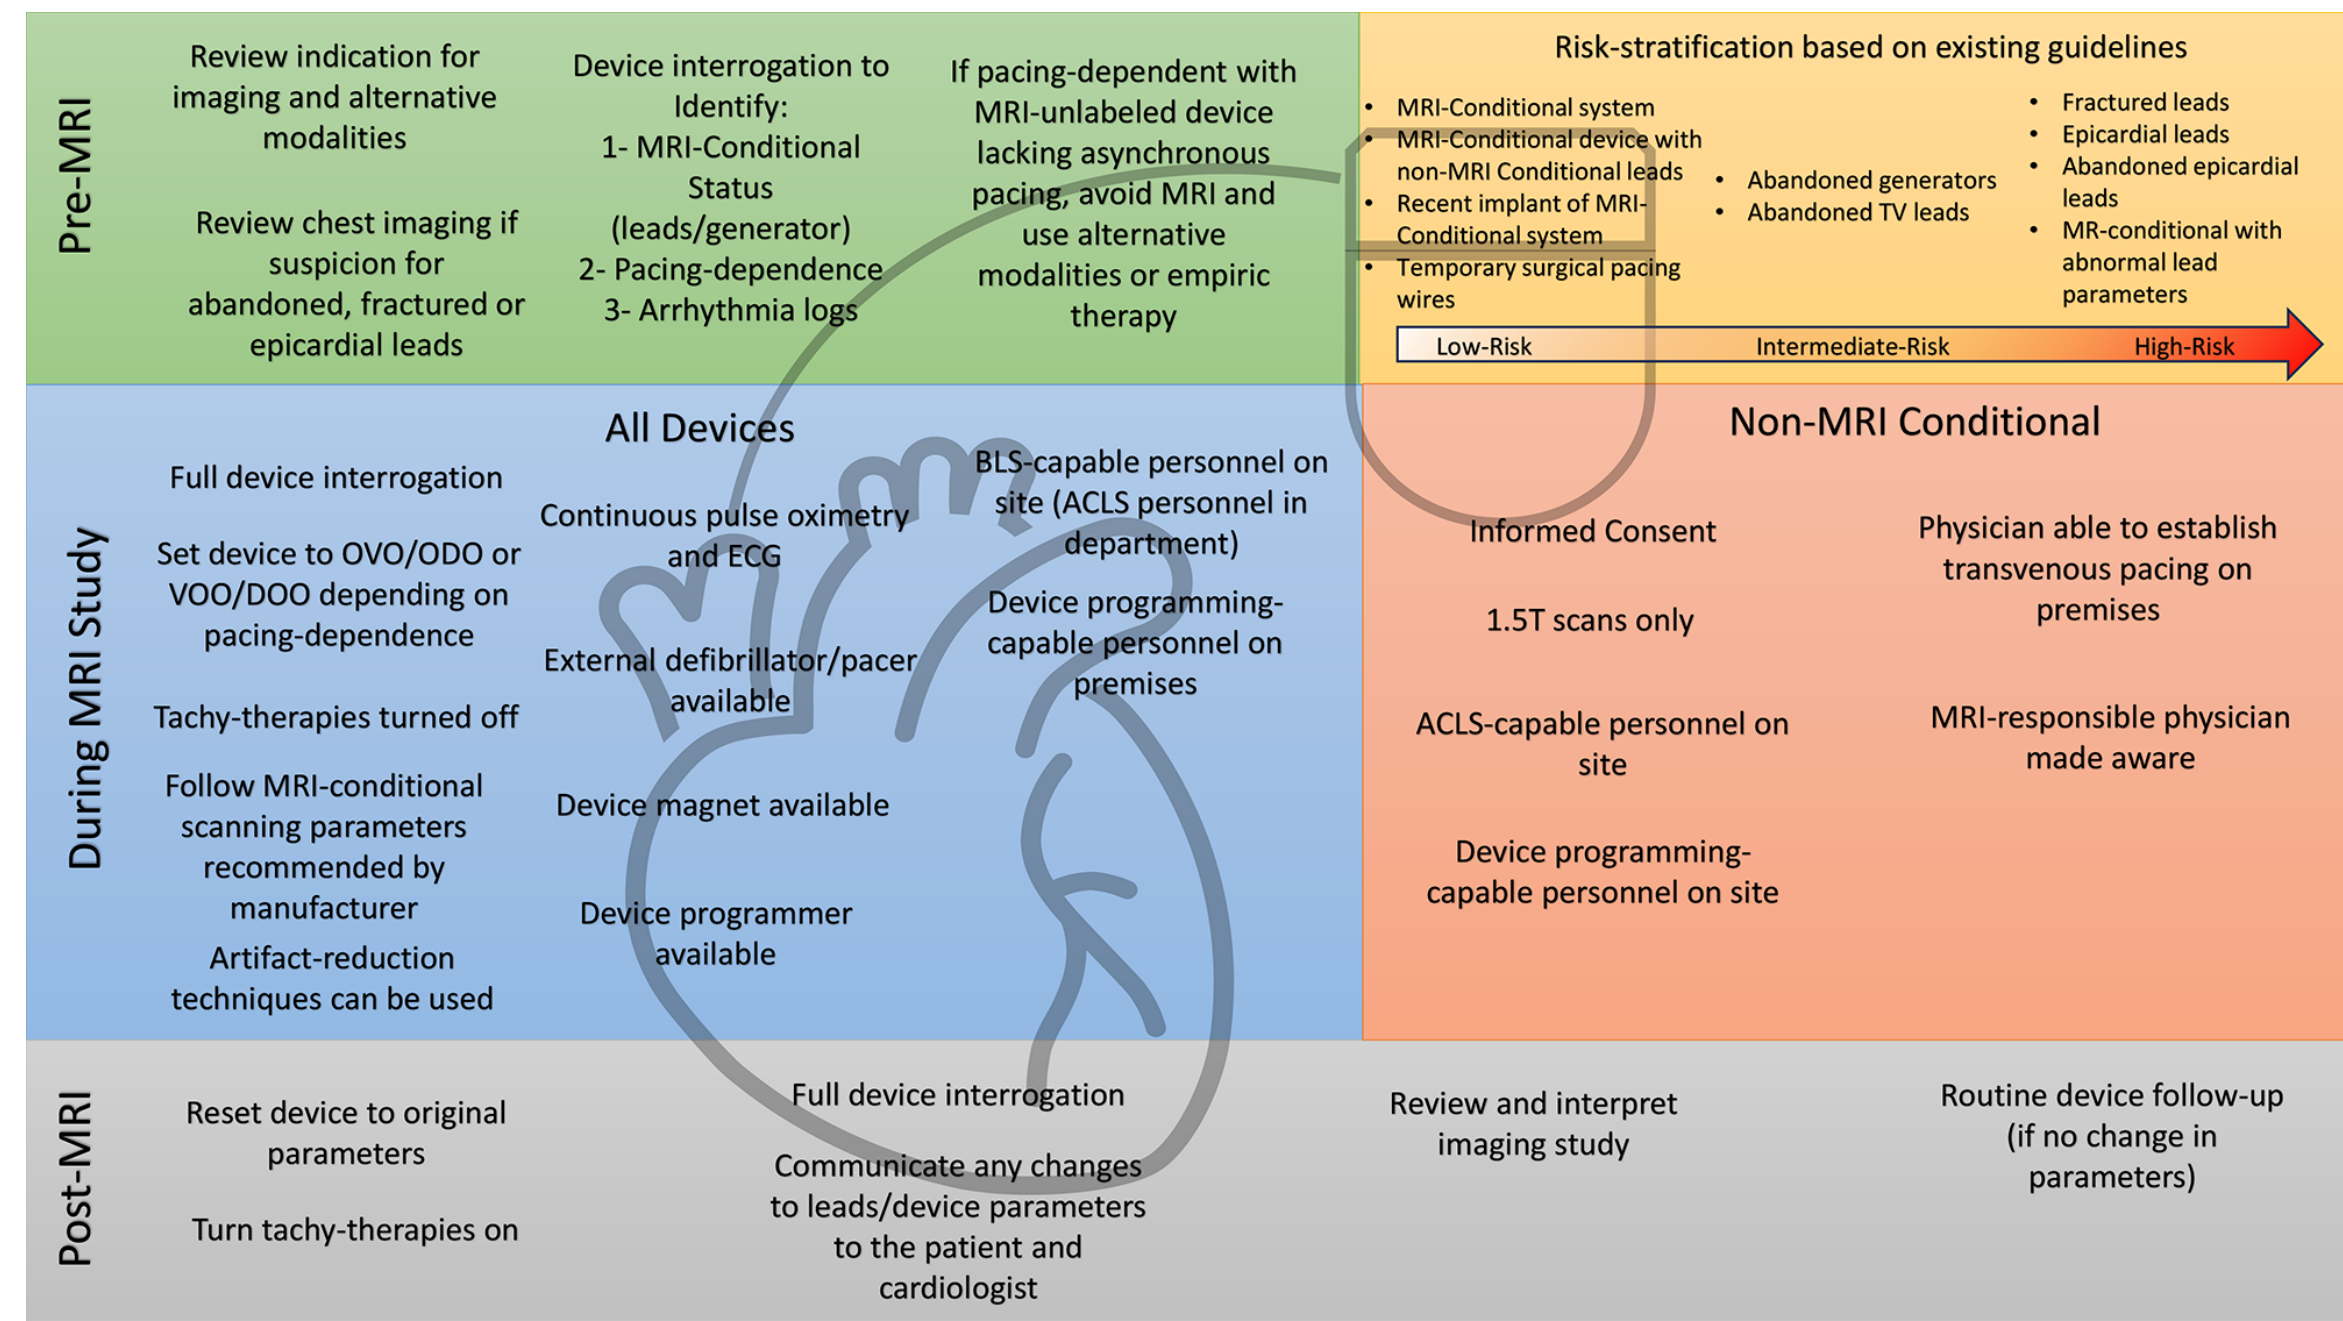 Pre-MRI
Review indication for
imaging and alternative
modalities
Review chest imaging if
suspicion for
abandoned, fractured or
epicardial leads
Device interrogation to
Identify:
1- MRI-Conditional
Status
(leads/generator)
2- Pacing-dependence
3- Arrhythmia logs
If pacing-dependent with
MRI-unlabeled device
lacking asynchronous
pacing, avoid MRI and
use alternative
modalities or empiric
therapy
Risk-stratification based on existing guidelines
• MRI-Conditional system
• MRI-Conditional device with
non-MRI Conditional leads
• Recent implant of MRI-
Conditional system
• Temporary surgical pacing
wires
• Abandoned generators
• Abandoned TV leads
• Fractured leads
• Epicardial leads
• Abandoned epicardial
leads
• MR-conditional with
abnormal lead
parameters
Low-Risk
Intermediate-Risk
High-Risk
During MRI Study
All Devices
Full device interrogation
Set device to OVO/ODO or
VOO/DOO depending on
pacing-dependence
Tachy-therapies turned off
Follow MRI-conditional
scanning parameters
recommended by
manufacturer
Artifact-reduction
techniques can be used
Continuous pulse oximetry
and ECG
External defibrillator/pacer
available
Device magnet available
Device programmer
available
BLS-capable personnel on
site (ACLS personnel in
department)
Device programming-
capable personnel on
premises
Non-MRI Conditional
Informed Consent
1.5T scans only
ACLS-capable personnel on
site
Device programming-
capable personnel on site
Physician able to establish
transvenous pacing on
premises
MRI-responsible physician
made aware
Post-MRI
Reset device to original
parameters
Turn tachy-therapies on
Full device interrogation
Communicate any changes
to leads/device parameters
to the patient and
cardiologist
Review and interpret
imaging study
Routine device follow-up
(if no change in
parameters)